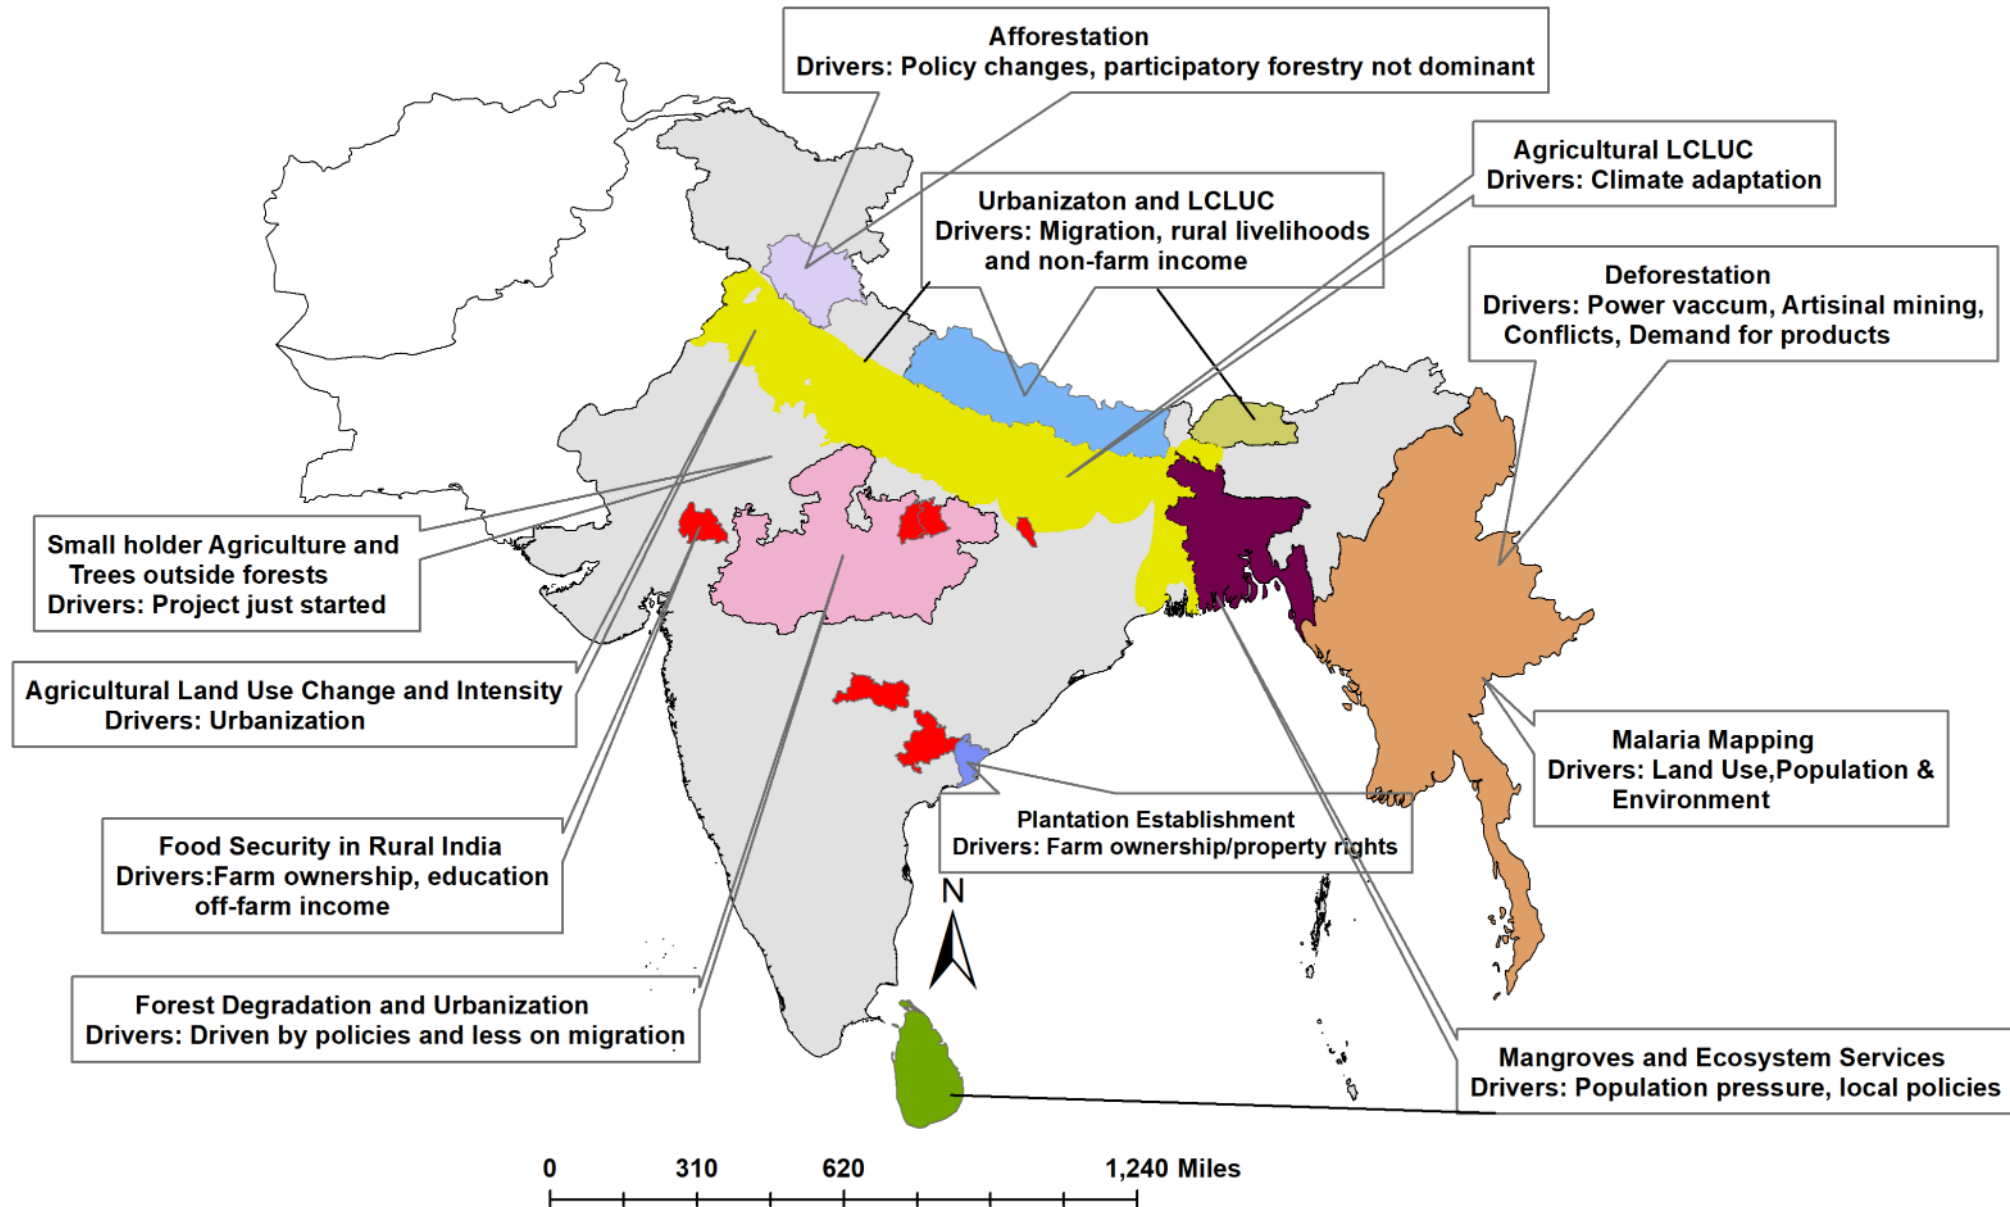 Afforestation
Drivers: Policy changes, participatory forestry not dominant
Agricultural LCLUC
Drivers: Climate adaptation
Urbanizaton and LCLUC
Drivers: Migration, rural livelihoods
and non-farm income
Deforestation
Drivers: Power vaccum, Artisinal mining,
Conflicts, Demand for products
Small holder Agriculture and
Trees outside forests
Drivers: Project just started
Agricultural Land Use Change and Intensity
Drivers: Urbanization
Malaria Mapping
Drivers: Land Use,Population &
Environment
Plantation Establishment
Drivers: Farm ownership/property rights
Food Security in Rural India
Drivers:Farm ownership, education
off-farm income
N
Forest Degradation and Urbanization
Drivers: Driven by policies and less on migration
Mangroves and Ecosystem Services
Drivers: Population pressure, local policies
0 310 620 1,240 Miles